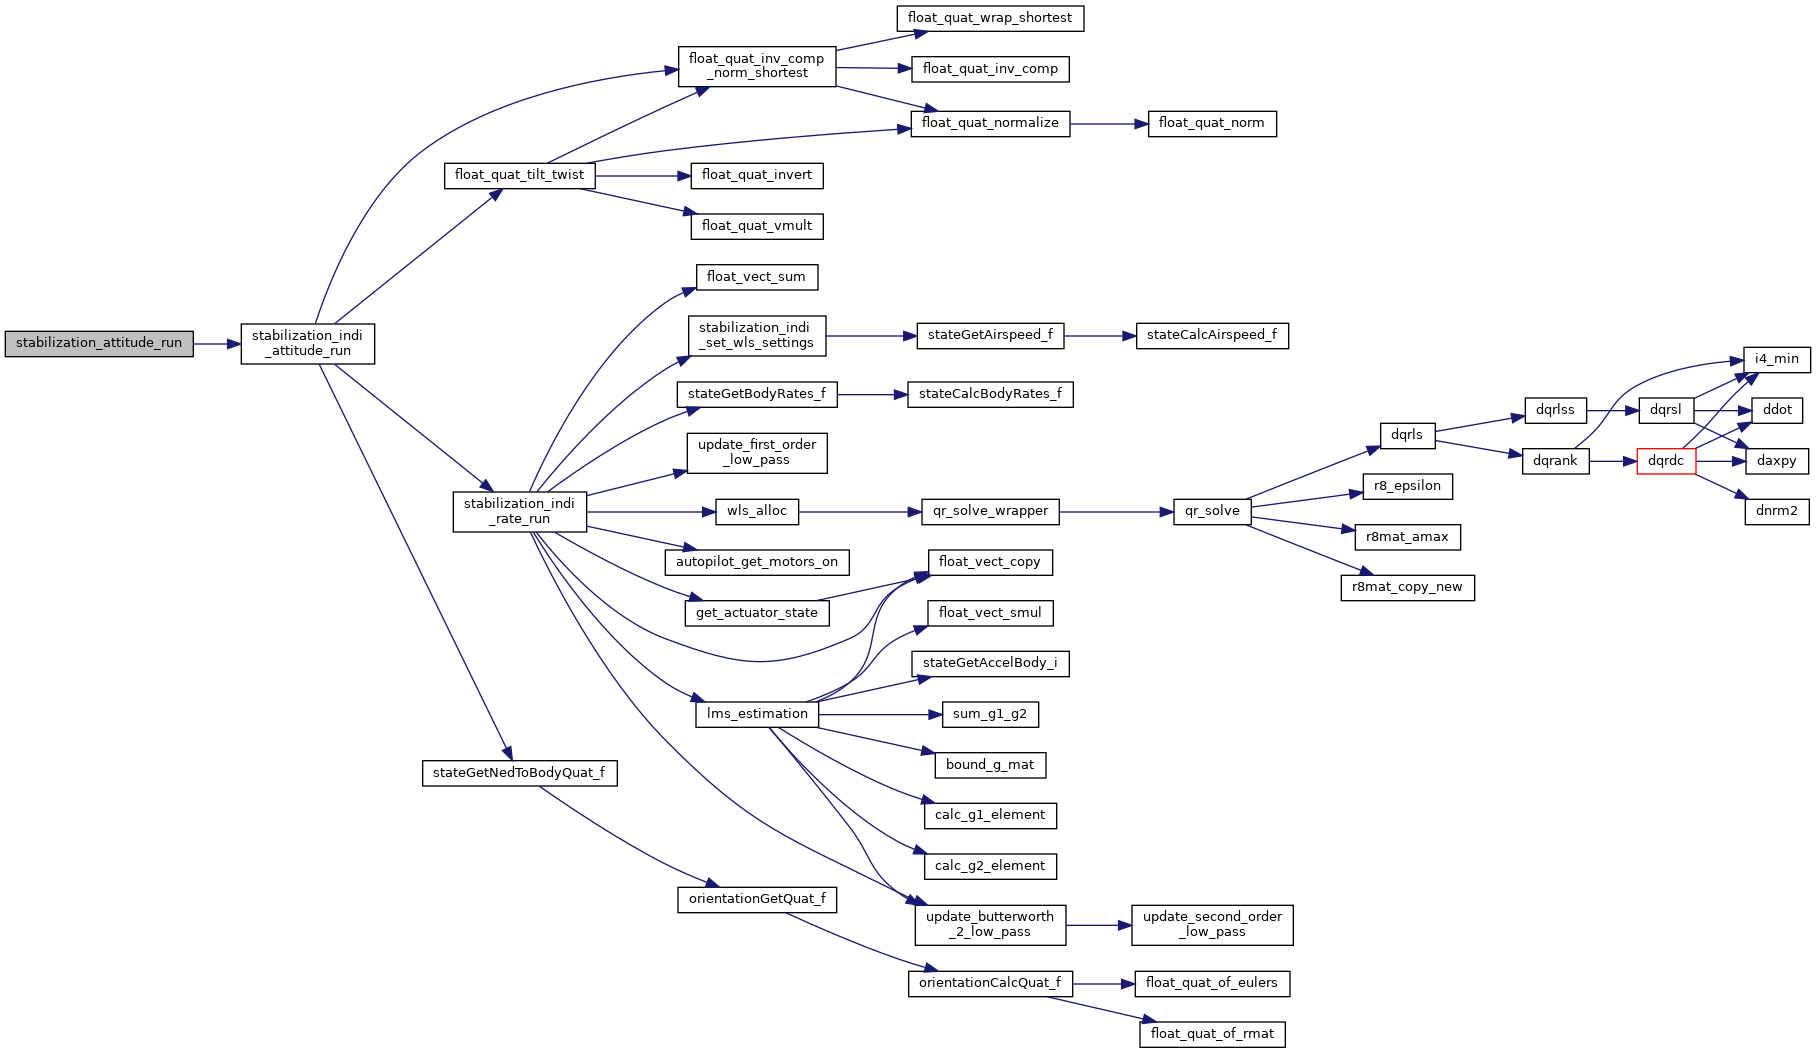 float_quat_wrap_shortest
float_quat_inv_comp
_norm_shortest
float_quat_inv_comp
float_quat_normalize
float_quat_norm
float_quat_tilt_twist
float_quat_invert
float_quat_vmult
float_vect_sum
stabilization_attitude_run
stabilization_indi
_attitude_run
stabilization_indi
_set_wls_settings
stateGetAirspeed_f
stateCalcAirspeed_f
i4_min
stateGetBodyRates_f
stateCalcBodyRates_f
dqrlss
dqrsl
ddot
update_first_order
_low_pass
dqrls
dqrank
dqrdc
daxpy
stabilization_indi
_rate_run
wls_alloc
qr_solve_wrapper
qr_solve
r8_epsilon
dnrm2
r8mat_amax
autopilot_get_motors_on
float_vect_copy
r8mat_copy_new
get_actuator_state
float_vect_smul
stateGetAccelBody_i
lms_estimation
sum_g1_g2
bound_g_mat
stateGetNedToBodyQuat_f
calc_g1_element
calc_g2_element
orientationGetQuat_f
update_butterworth
_2_low_pass
update_second_order
_low_pass
orientationCalcQuat_f
float_quat_of_eulers
float_quat_of_rmat